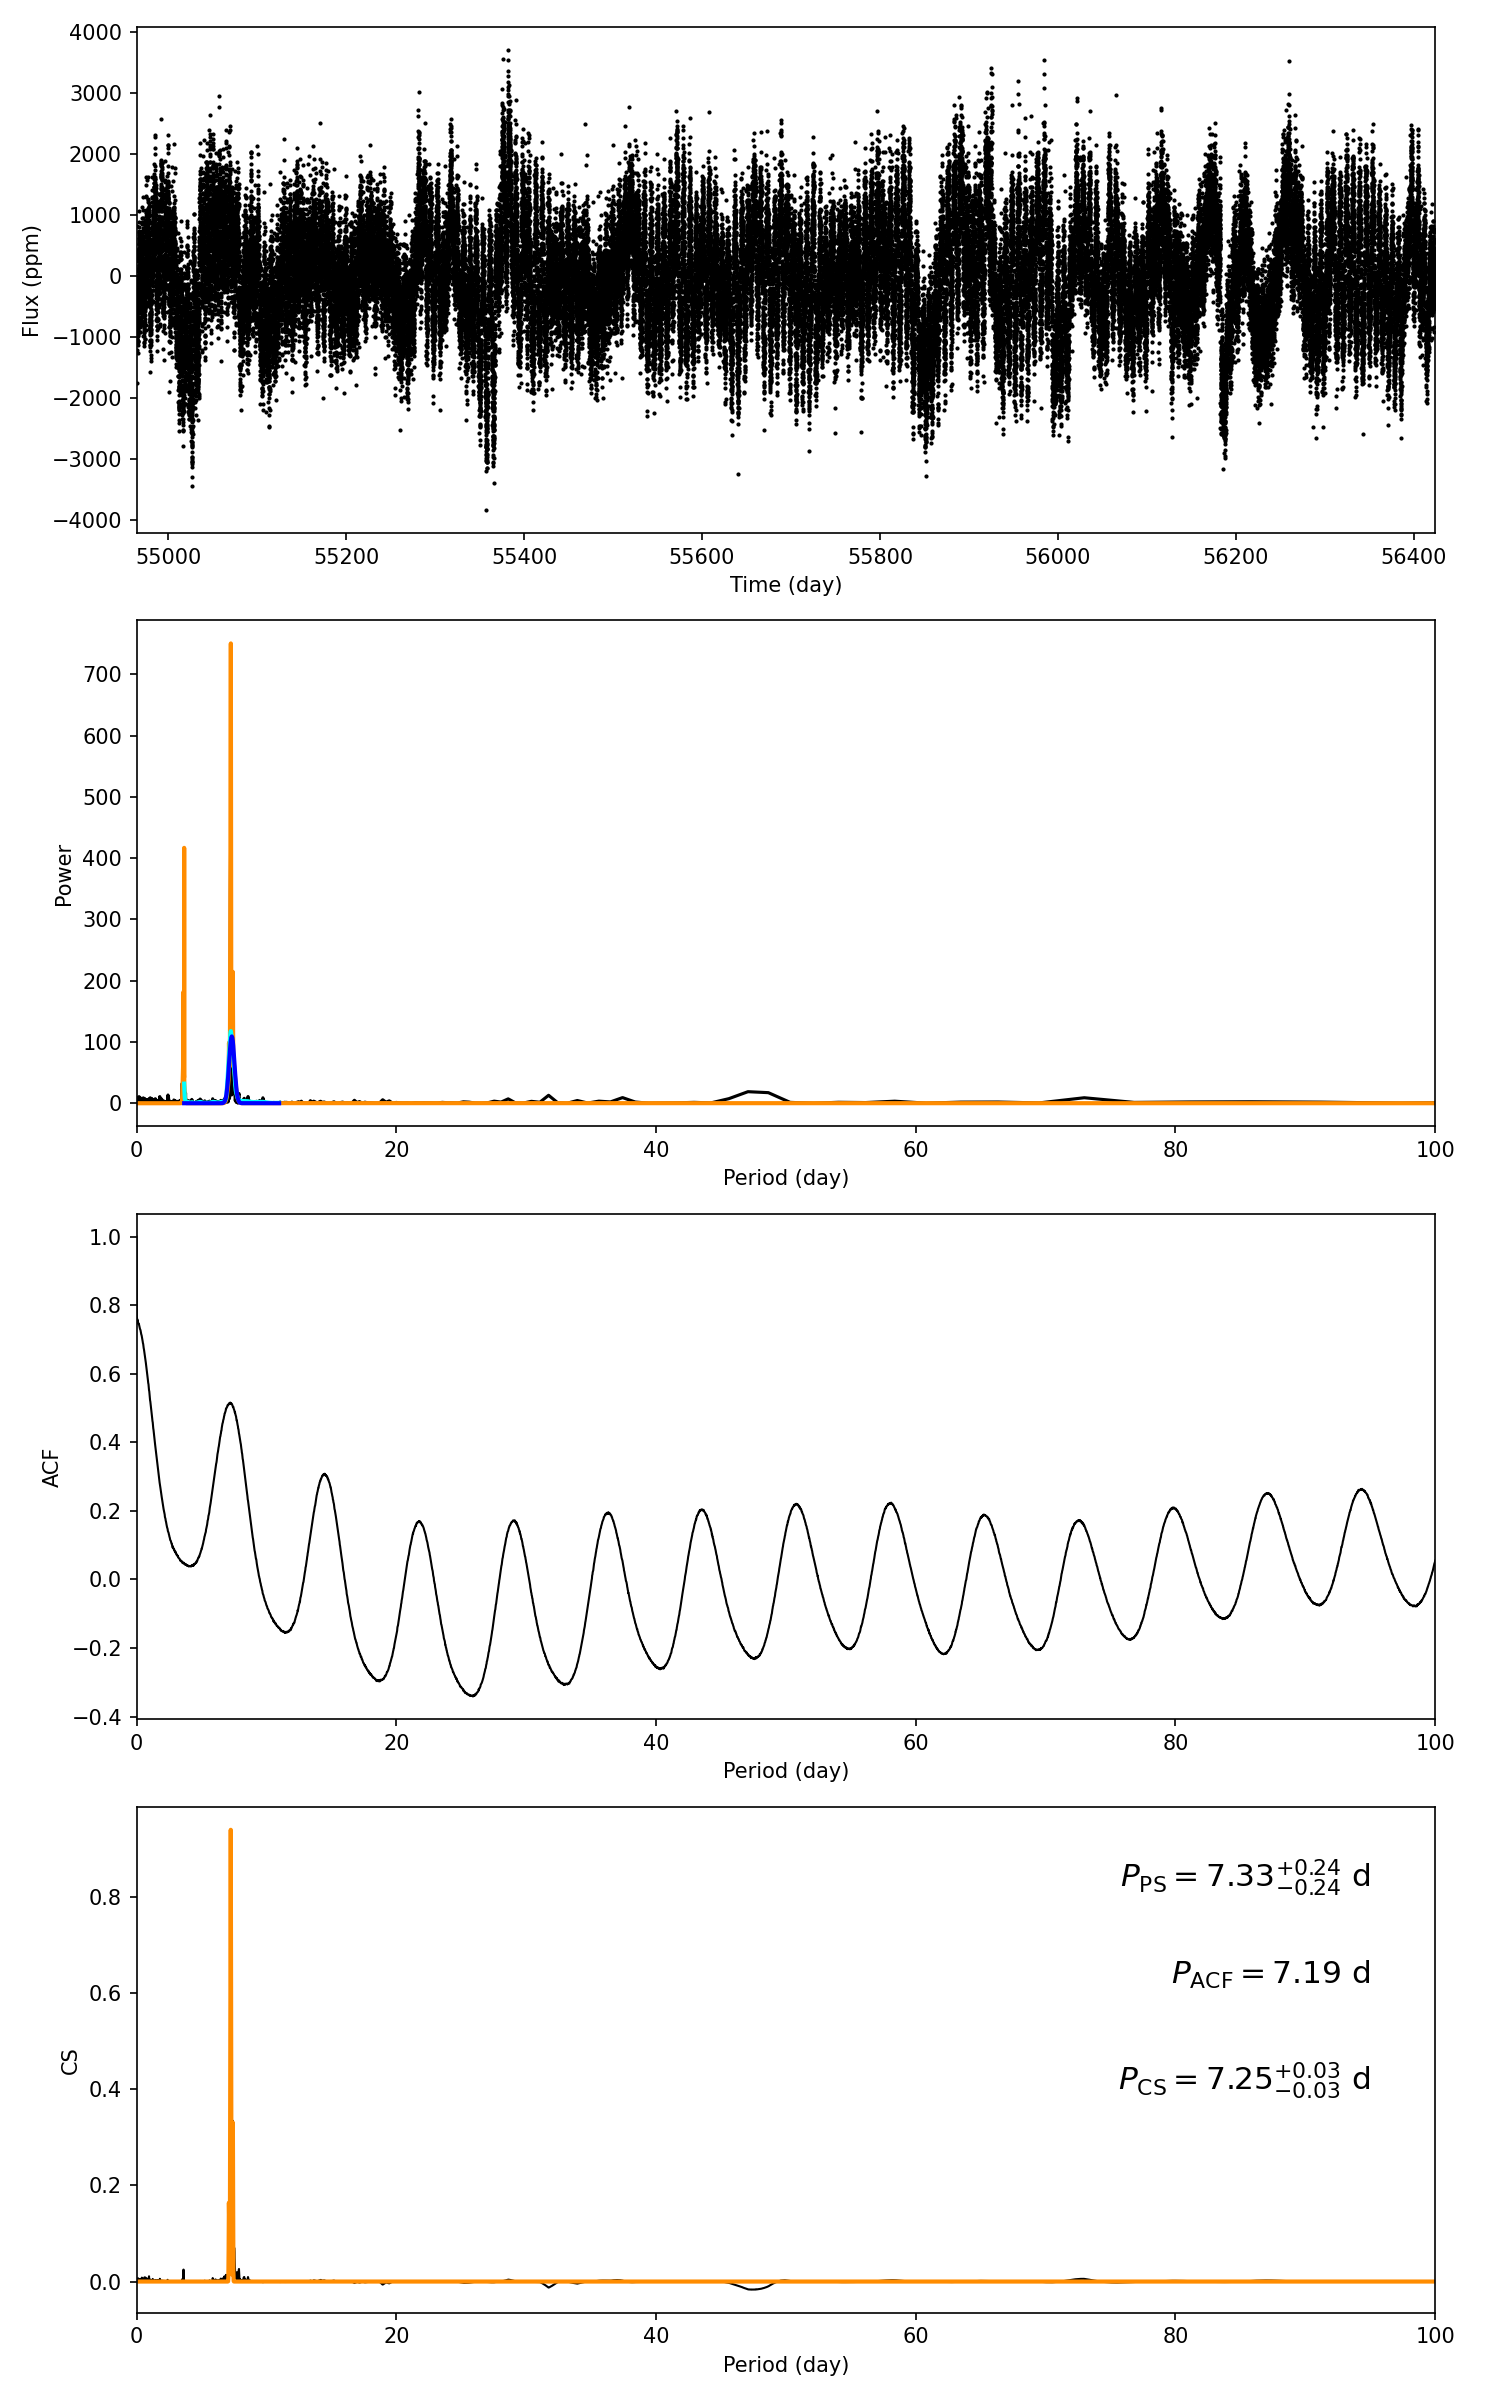 4000
3000
2000
1000
0
−1000
−2000
−3000
−4000
Flux (ppm)
55000 55200 55400 55600 55800 56000 56200 56400
Time (day)
700
600
500
400
300
200
100
0
Power
0 20 40 60 80 100
Period (day)
1.0
0.8
0.6
0.4
0.2
0.0
−0.2
−0.4
ACF
0 20 40 60 80 100
Period (day)
0.8
0.6
0.4
0.2
0.0
CS
P_PS = 7.33 +0.24 −0.24 d
P_ACF = 7.19 d
P_CS = 7.25 +0.03 −0.03 d
0 20 40 60 80 100
Period (day)